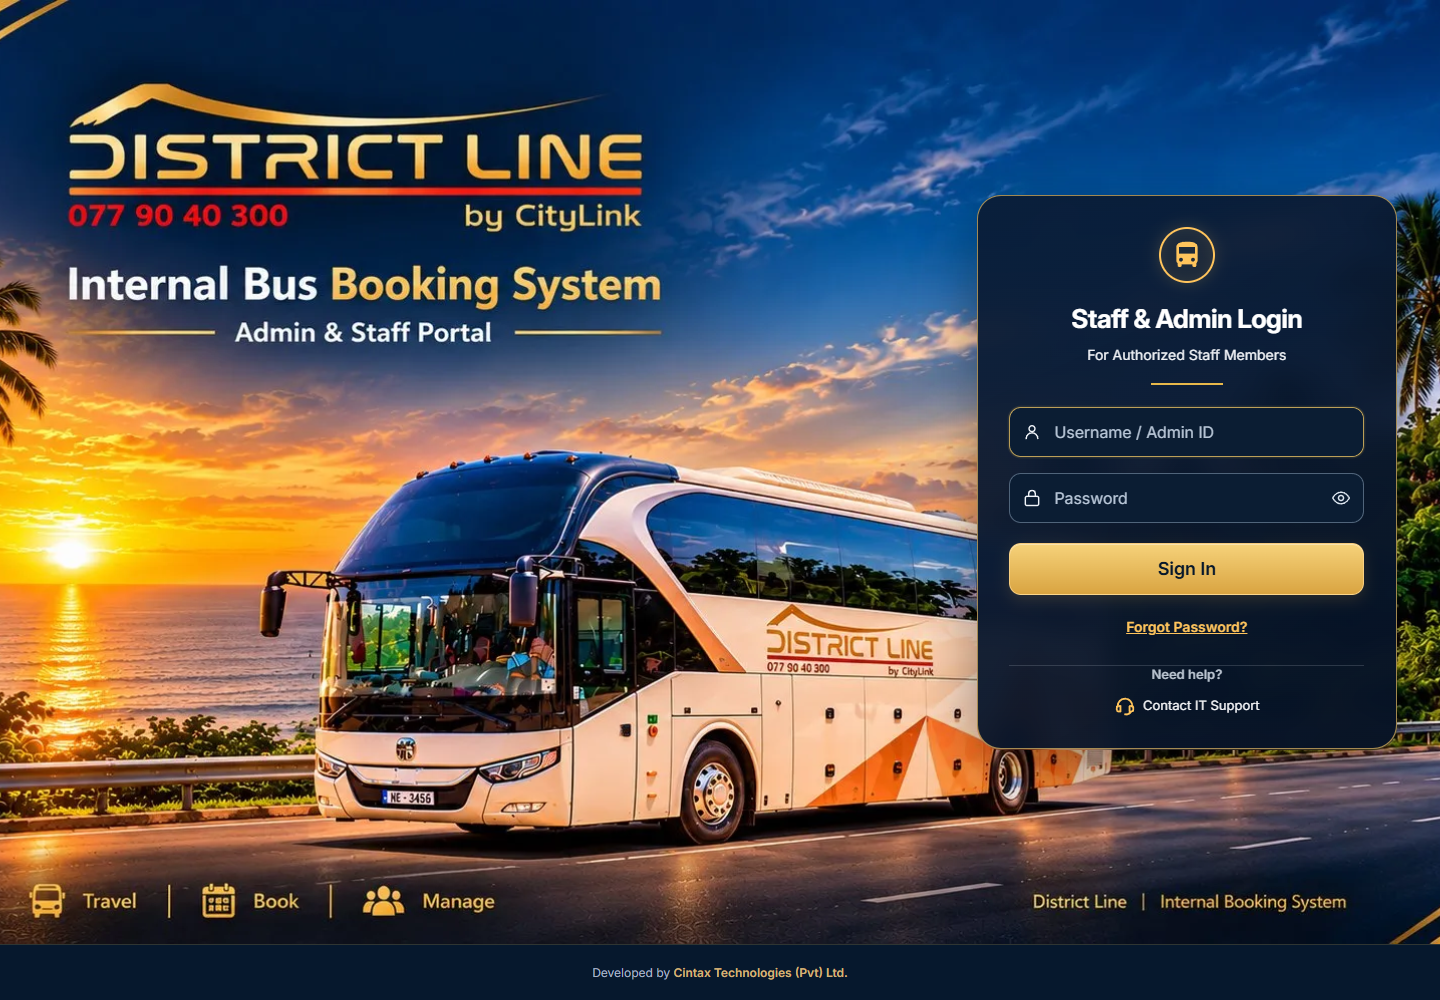 DISTRICT LINE
077 90 40 300
by CityLink
Internal Bus Booking System
Admin & Staff Portal
Staff & Admin Login
For Authorized Staff Members
Username / Admin ID
Password
Sign In
Forgot Password?
Need help?
Contact IT Support
DISTRICT LINE
077 90 40 300
by CityLink
NE - 3456
Travel | Book | Manage
District Line | Internal Booking System
Developed by Cintax Technologies (Pvt) Ltd.